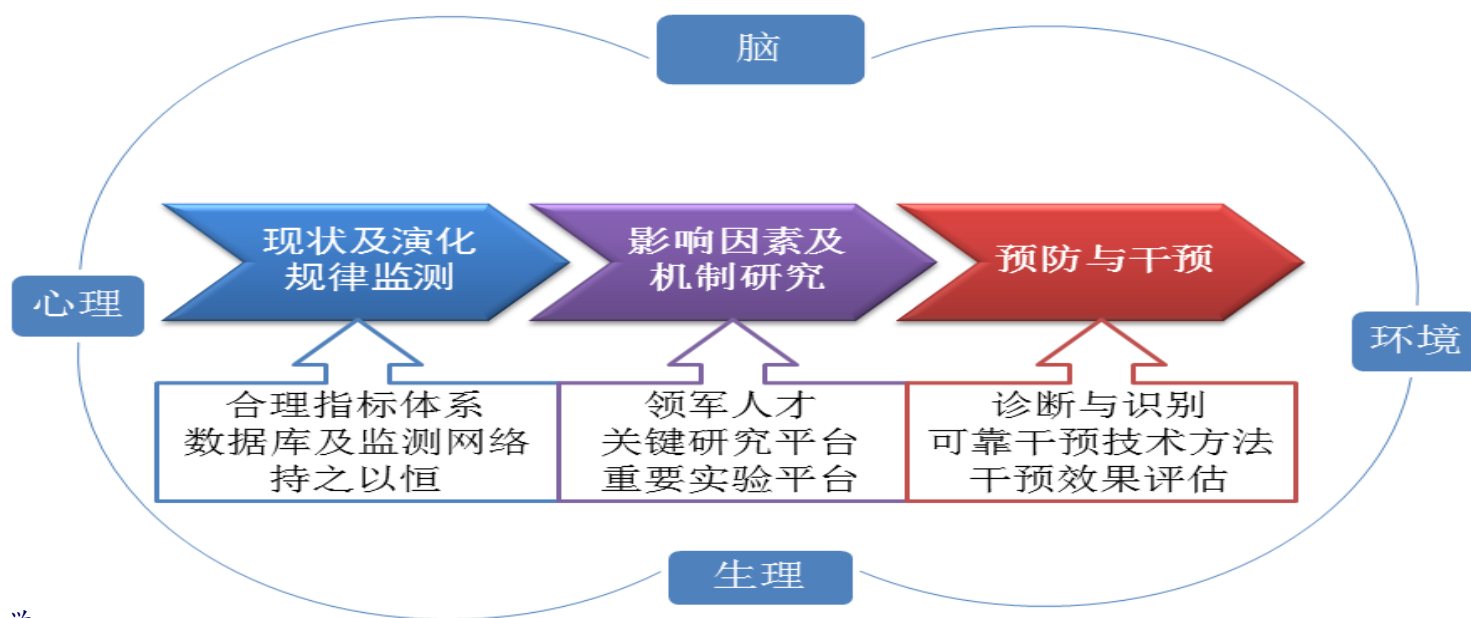 脑
现状及演化
规律监测
影响因素及
机制研究
预防与干预
心理
环境
合理指标体系
数据库及监测网络
持之以恒
领军人才
关键研究平台
重要实验平台
诊断与识别
可靠干预技术方法
干预效果评估
生理